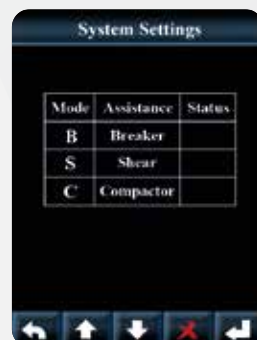 System Settings
Mode Assistance Status
B Breaker
S Shear
C Compactor